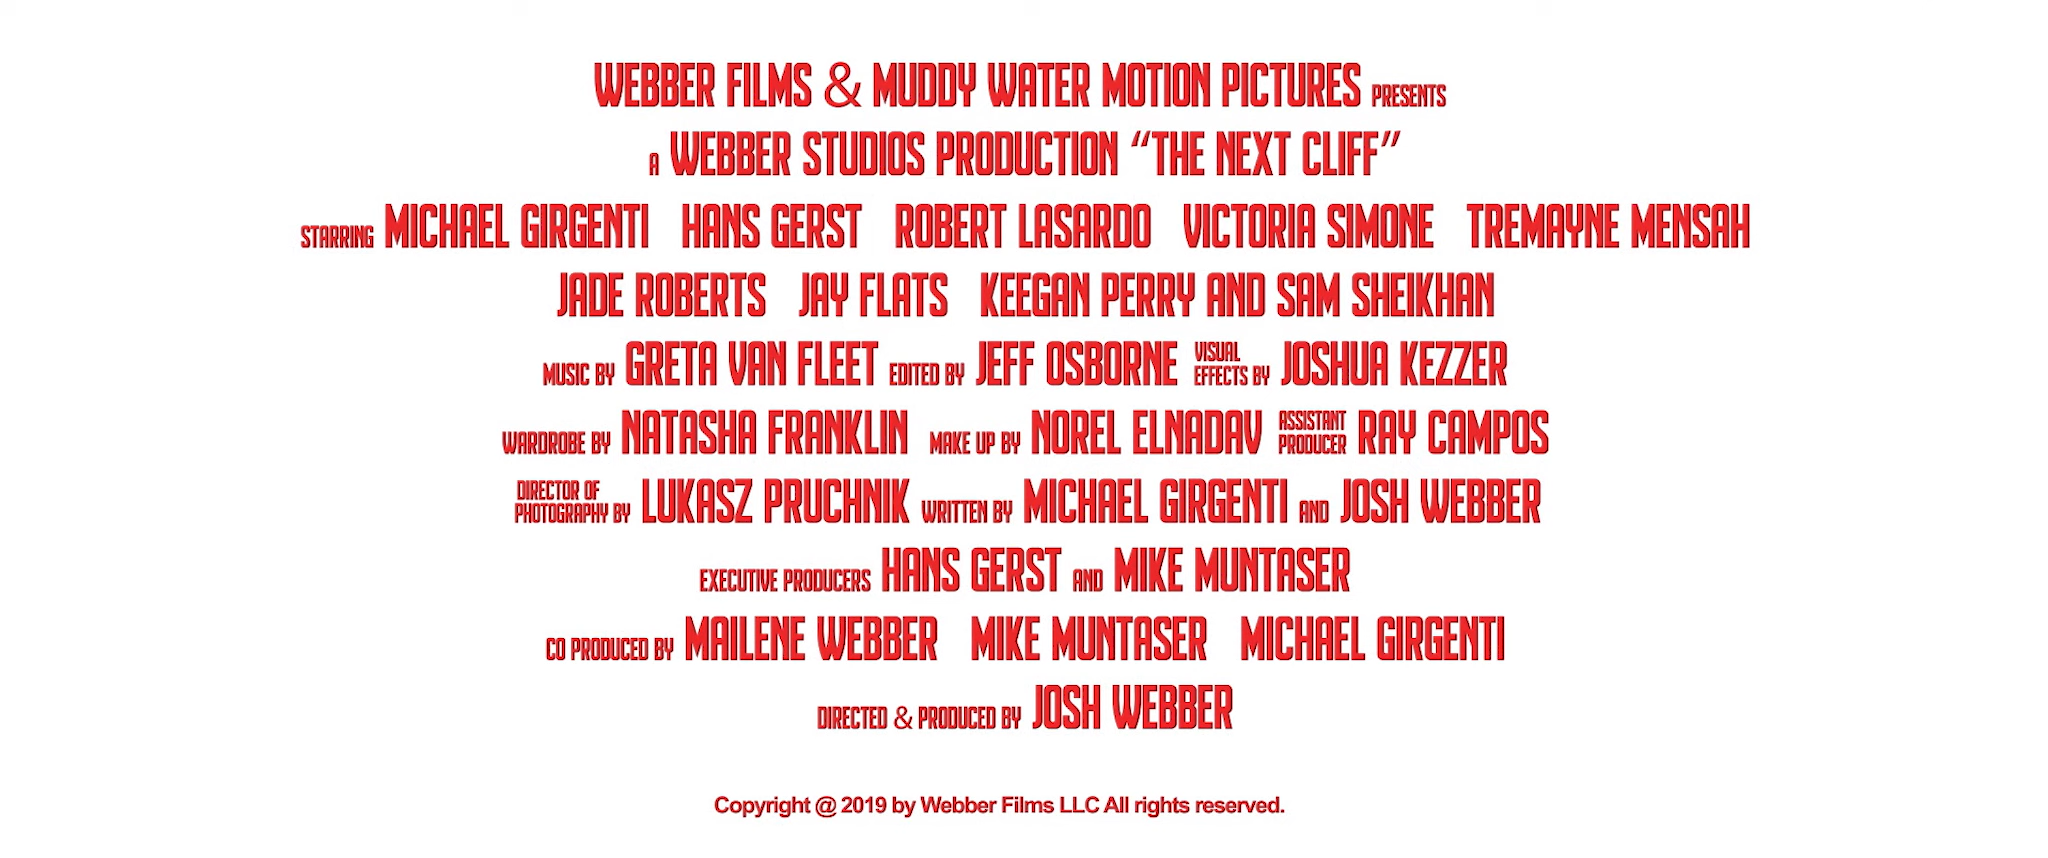 WEBBER FILMS & MUDDY WATER MOTION PICTURES PRESENTS
A WEBBER STUDIOS PRODUCTION “THE NEXT CLIFF”
STARRING MICHAEL GIRGENTI HANS GERST ROBERT LASARDO VICTORIA SIMONE TREMAYNE MENSAH
JADE ROBERTS JAY FLATS KEEGAN PERRY AND SAM SHEIKHAN
MUSIC BY GRETA VAN FLEET EDITED BY JEFF OSBORNE VISUAL EFFECTS BY JOSHUA KEZZER
WARDROBE BY NATASHA FRANKLIN MAKE UP BY NOREL ELNADAV ASSISTANT PRODUCER RAY CAMPOS
DIRECTOR OF PHOTOGRAPHY BY LUKASZ PRUCHNIK WRITTEN BY MICHAEL GIRGENTI AND JOSH WEBBER
EXECUTIVE PRODUCERS HANS GERST AND MIKE MUNTASER
CO PRODUCED BY MAILENE WEBBER MIKE MUNTASER MICHAEL GIRGENTI
DIRECTED & PRODUCED BY JOSH WEBBER
Copyright @ 2019 by Webber Films LLC All rights reserved.